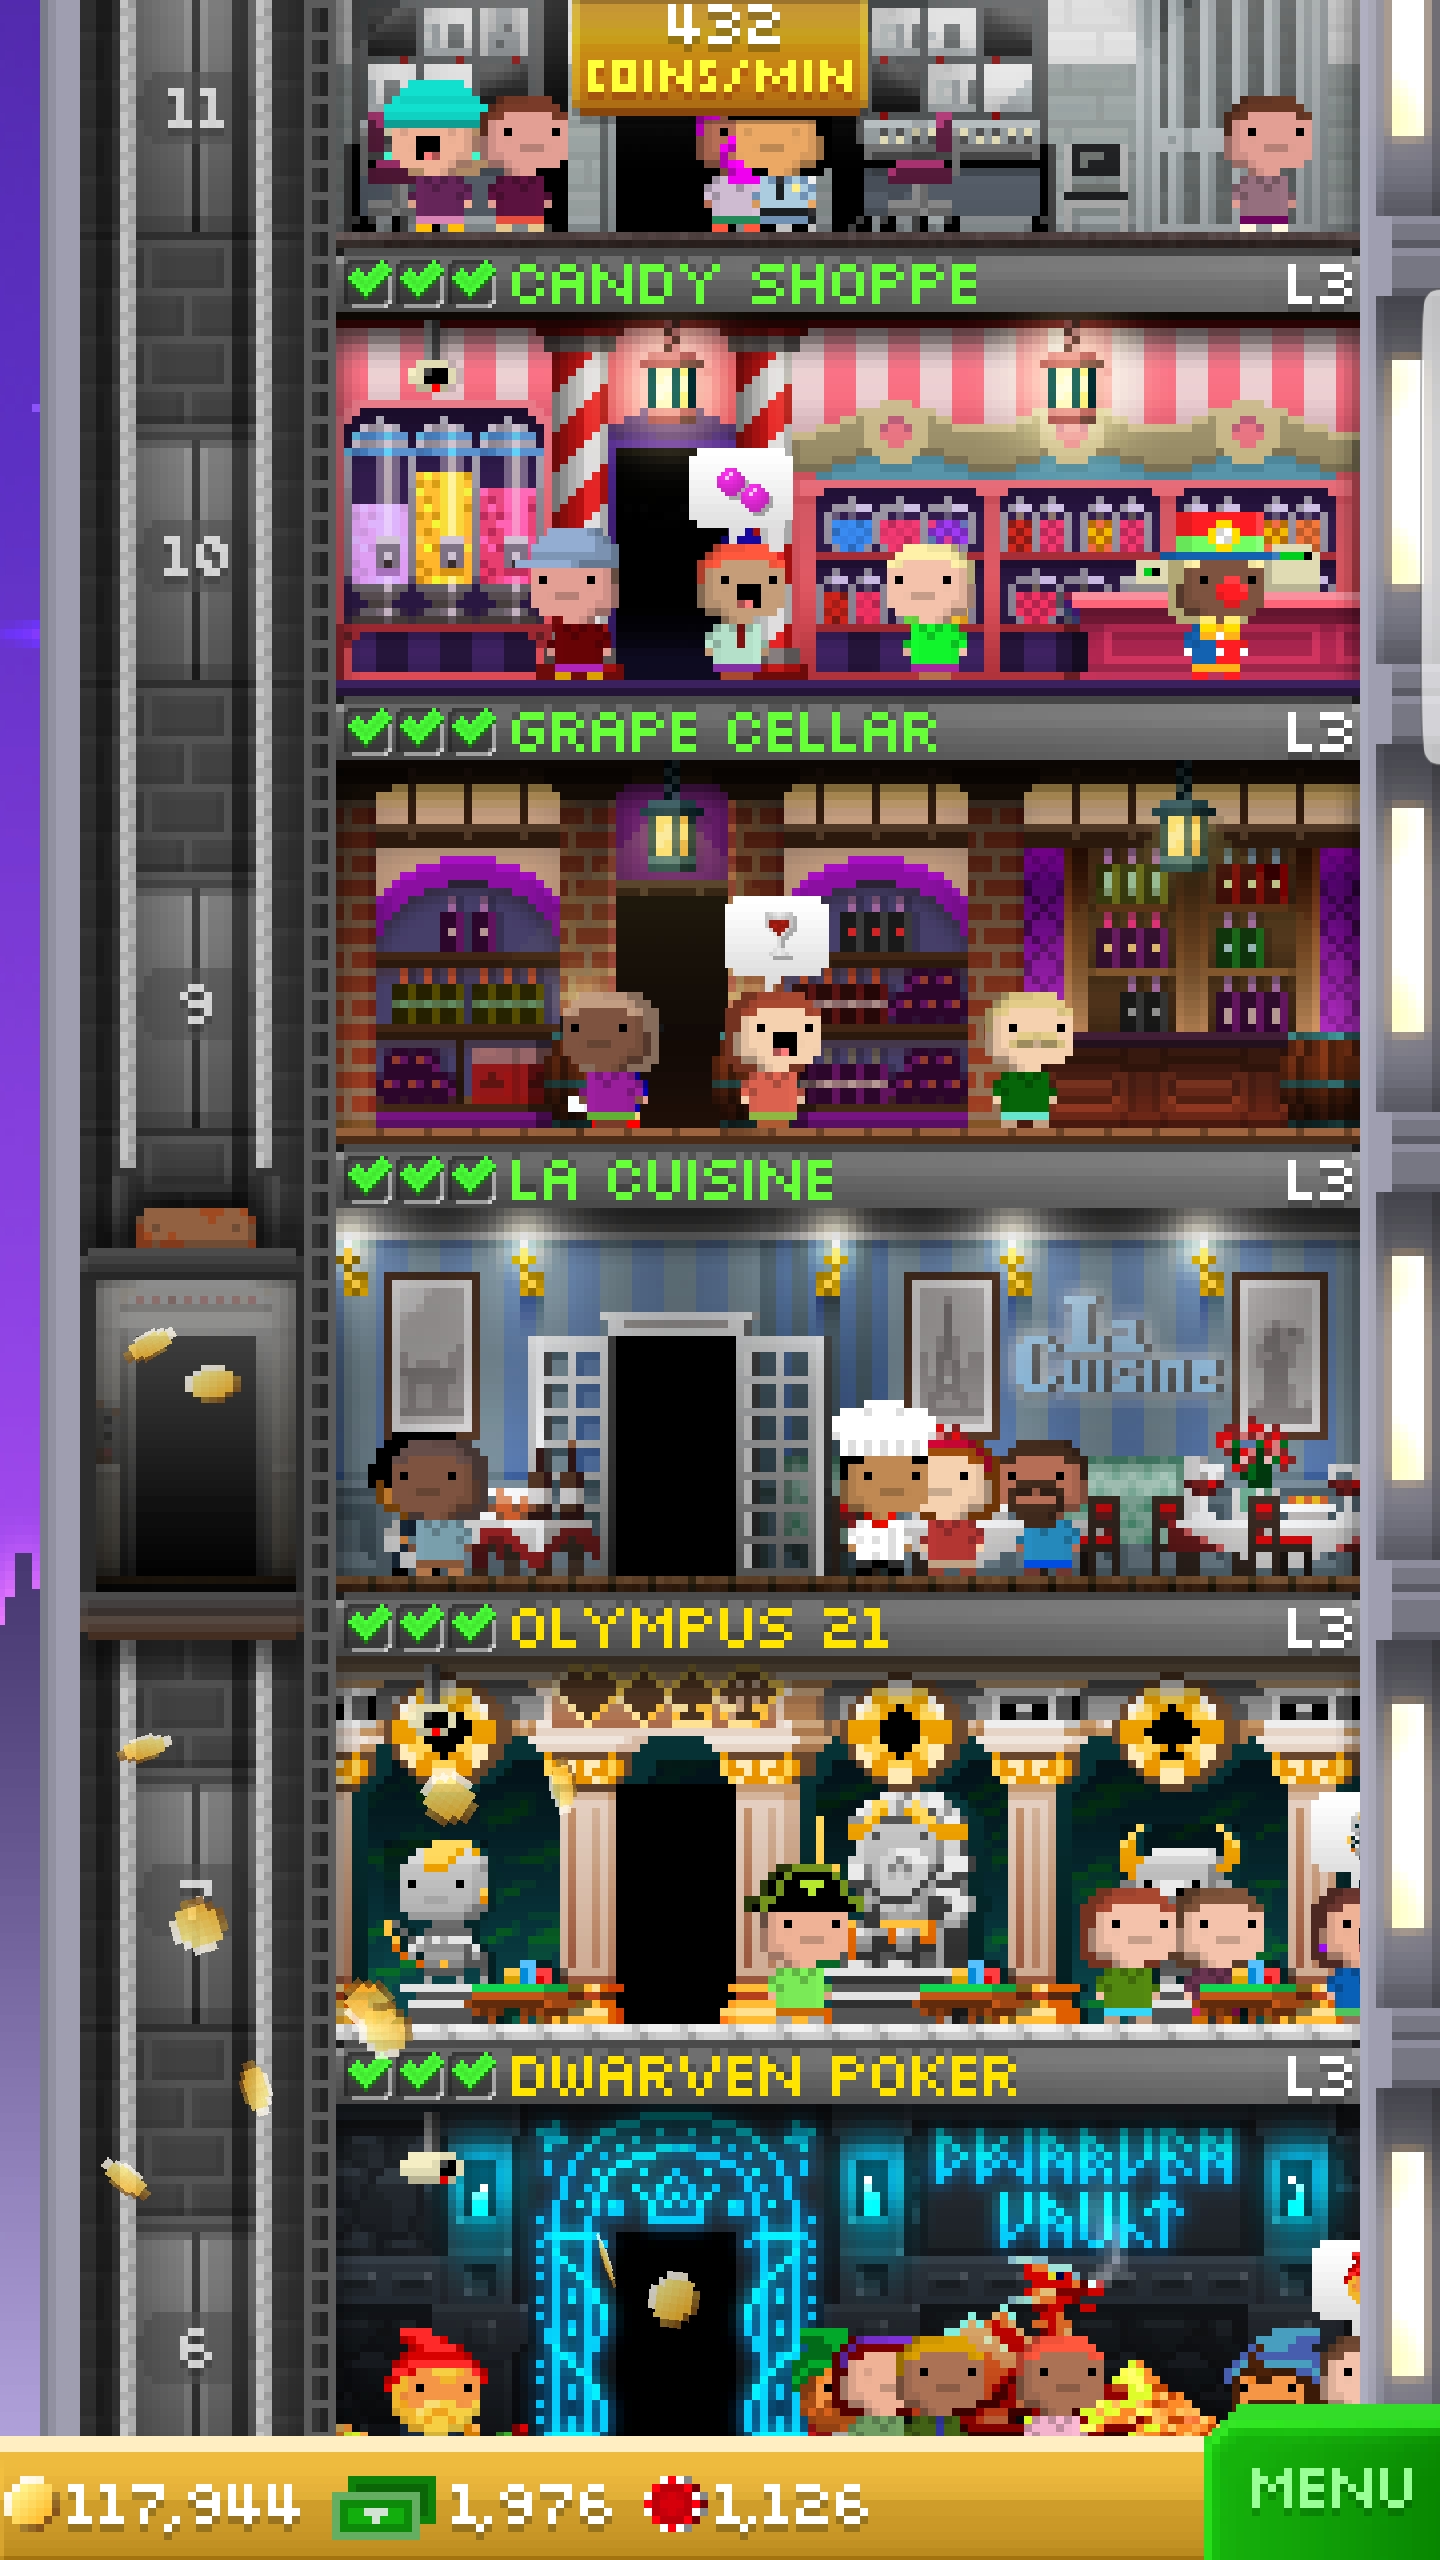 432
COINS/MIN
11
CANDY SHOPPE L3
10
GRAPE CELLAR L3
9
LA CUISINE L3
La
Cuisine
OLYMPUS 21 L3
7
DWARVEN POKER L3
DWARVEN
VAULT
6
117,944 1,976 1,126
MENU